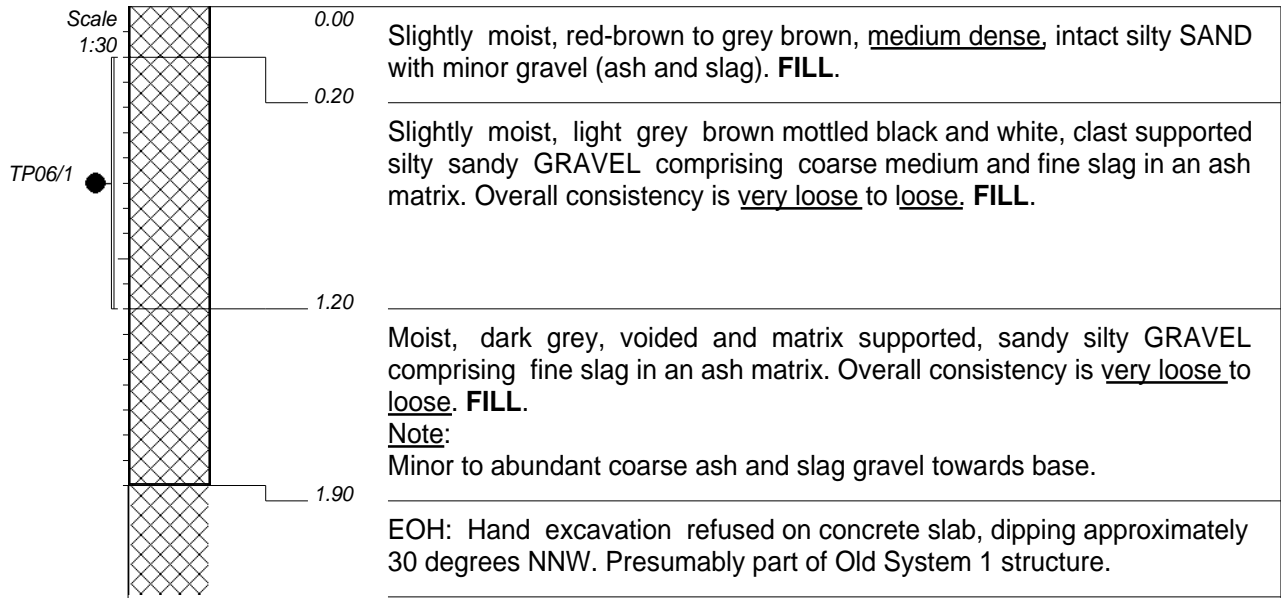 Scale
1:30
0.00
Slightly moist, red-brown to grey brown, medium dense, intact silty SAND
with minor gravel (ash and slag). FILL.
0.20
Slightly moist, light grey brown mottled black and white, clast supported
silty sandy GRAVEL comprising coarse medium and fine slag in an ash
matrix. Overall consistency is very loose to loose. FILL.
TP06/1
1.20
Moist, dark grey, voided and matrix supported, sandy silty GRAVEL
comprising fine slag in an ash matrix. Overall consistency is very loose to
loose. FILL.
Note:
Minor to abundant coarse ash and slag gravel towards base.
1.90
EOH: Hand excavation refused on concrete slab, dipping approximately
30 degrees NNW. Presumably part of Old System 1 structure.